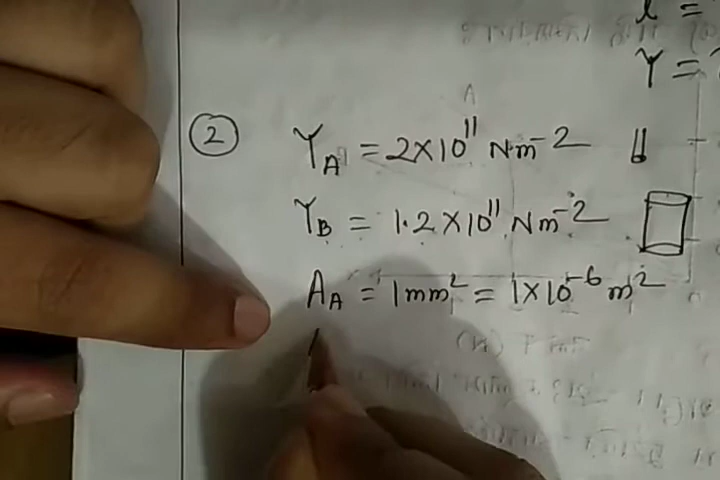 l =
Y = ?
② Y_A = 2×10^11 N·m^-2
Y_B = 1.2×10^11 Nm^-2
A_A = 1mm^2 = 1×10^-6 m^2